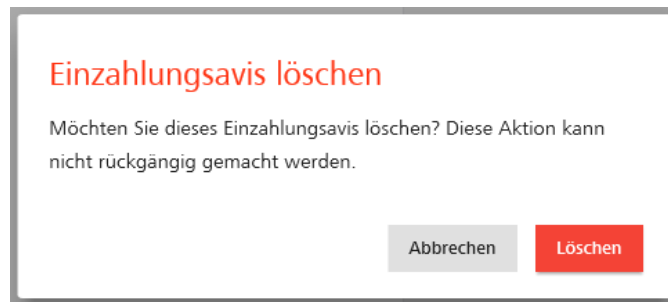 Einzahlungsavis löschen
Möchten Sie dieses Einzahlungsavis löschen? Diese Aktion kann
nicht rückgängig gemacht werden.
Abbrechen
Löschen